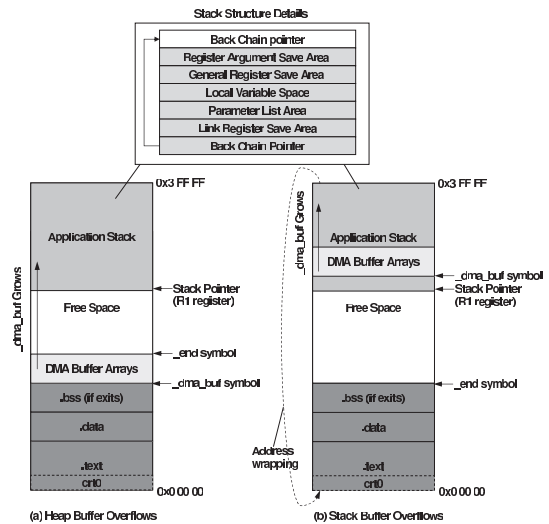 Stack Structure Details
Back Chain pointer
Register Argument Save Area
General Register Save Area
Local Variable Space
Parameter List Area
Link Register Save Area
Back Chain Pointer
0x3 FF FF
Application Stack
_dma_buf Grows
Stack Pointer
(R1 register)
Free Space
_end symbol
DMA Buffer Arrays
_dma_buf symbol
.bss (if exits)
.data
.text
crt0
0x0 00 00
(a) Heap Buffer Overflows
0x3 FF FF
_dma_buf Grows
Application Stack
DMA Buffer Arrays
_dma_buf symbol
Stack Pointer
(R1 register)
Free Space
_end symbol
.bss (if exits)
.data
Address
wrapping
.text
crt0
0x0 00 00
(b) Stack Buffer Overflows